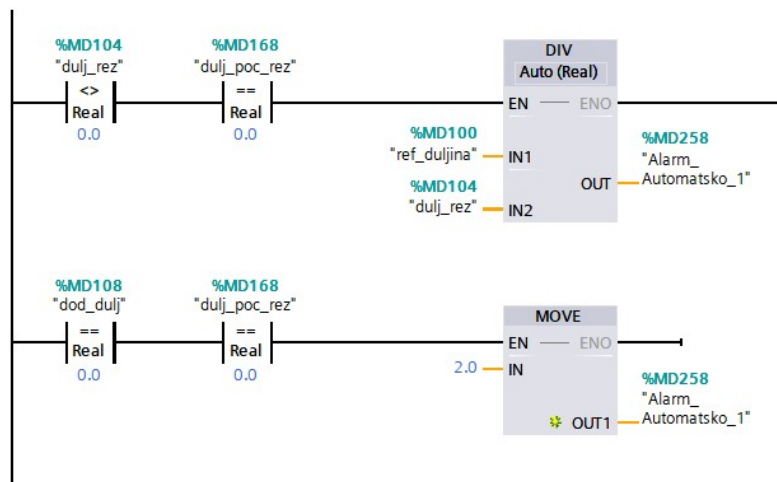 %MD104
"dulj_rez"
<>
Real
0.0
%MD168
"dulj_poc_rez"
==
Real
0.0
DIV
Auto (Real)
EN
ENO
%MD100
"ref_duljina"
IN1
%MD104
"dulj_rez"
IN2
OUT
%MD258
"Alarm_
Automatsko_1"
%MD108
"dod_dulj"
==
Real
0.0
%MD168
"dulj_poc_rez"
==
Real
0.0
MOVE
EN
ENO
2.0
IN
OUT1
%MD258
"Alarm_
Automatsko_1"